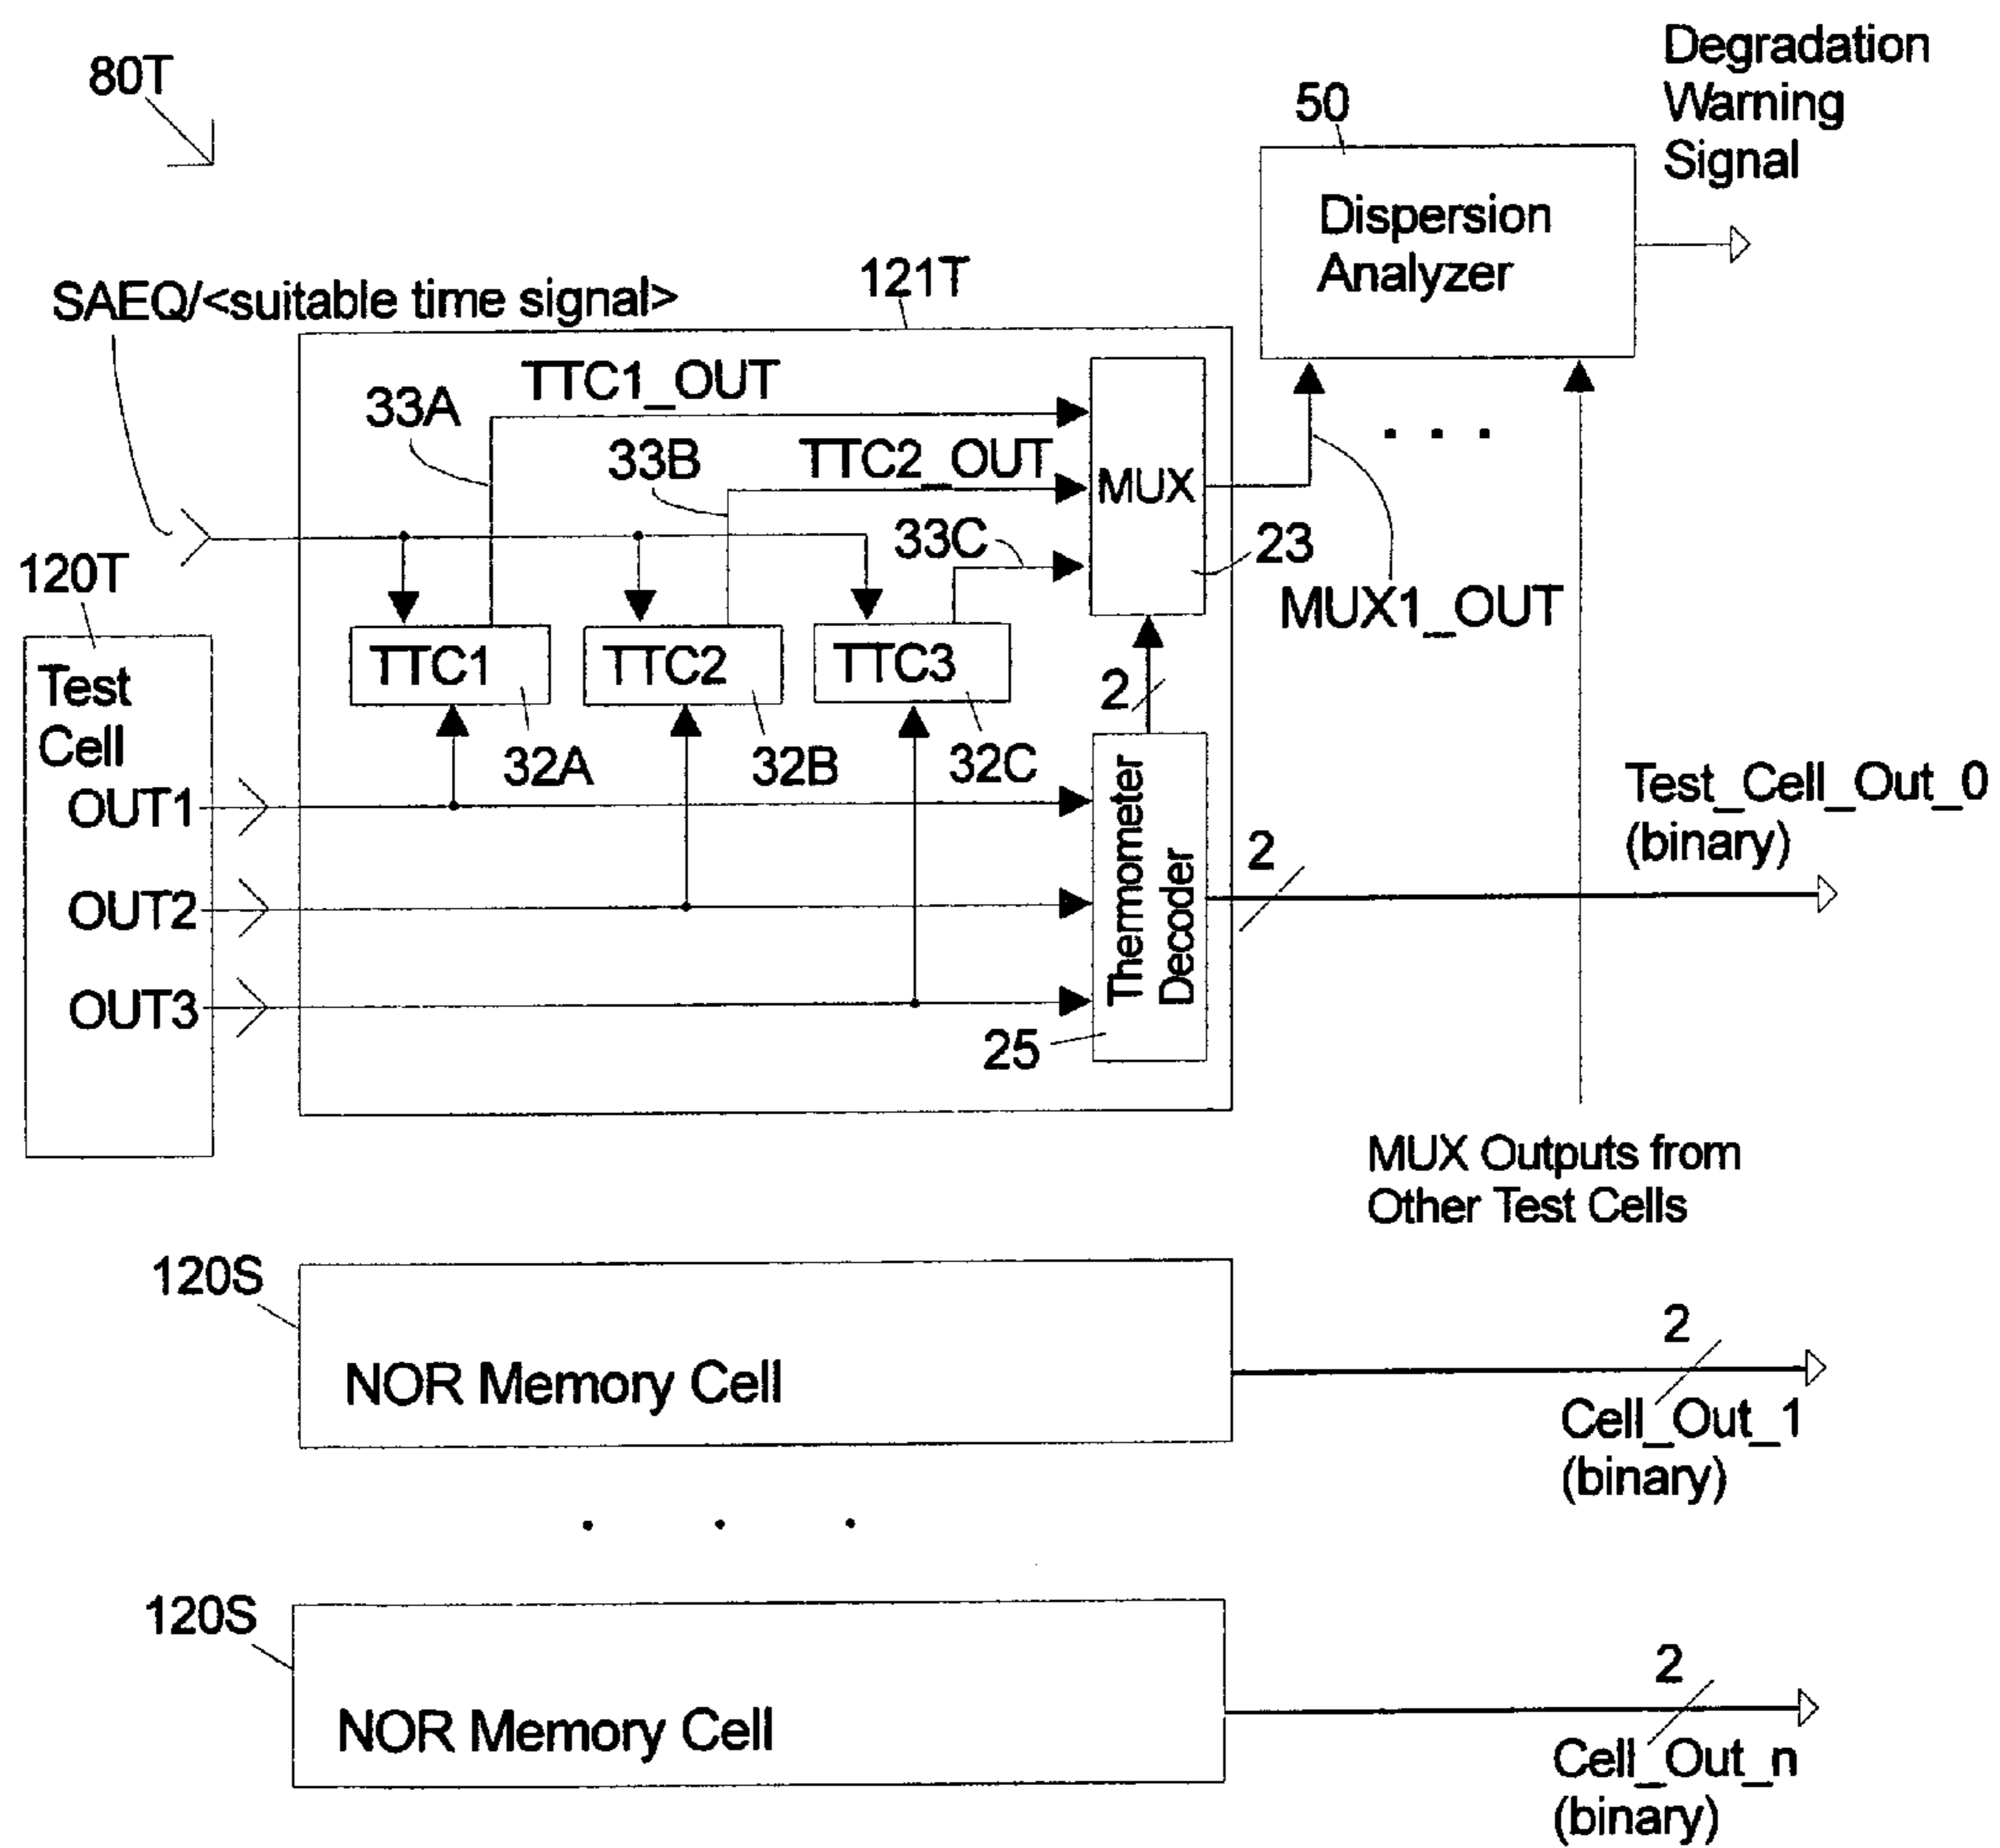 80T
Degradation
Warning
Signal
50
Dispersion
Analyzer
SAEQ/<suitable time signal>
121T
TTC1_OUT
33A
33B
TTC2_OUT
MUX
33C
23
MUX1_OUT
120T
Test
Cell
TTC1
TTC2
TTC3
2
32A
32B
32C
OUT1
OUT2
OUT3
Thermometer
Decoder
25
2
Test_Cell_Out_0
(binary)
MUX Outputs from
Other Test Cells
120S
NOR Memory Cell
2
Cell_Out_1
(binary)
. . .
120S
NOR Memory Cell
2
Cell_Out_n
(binary)